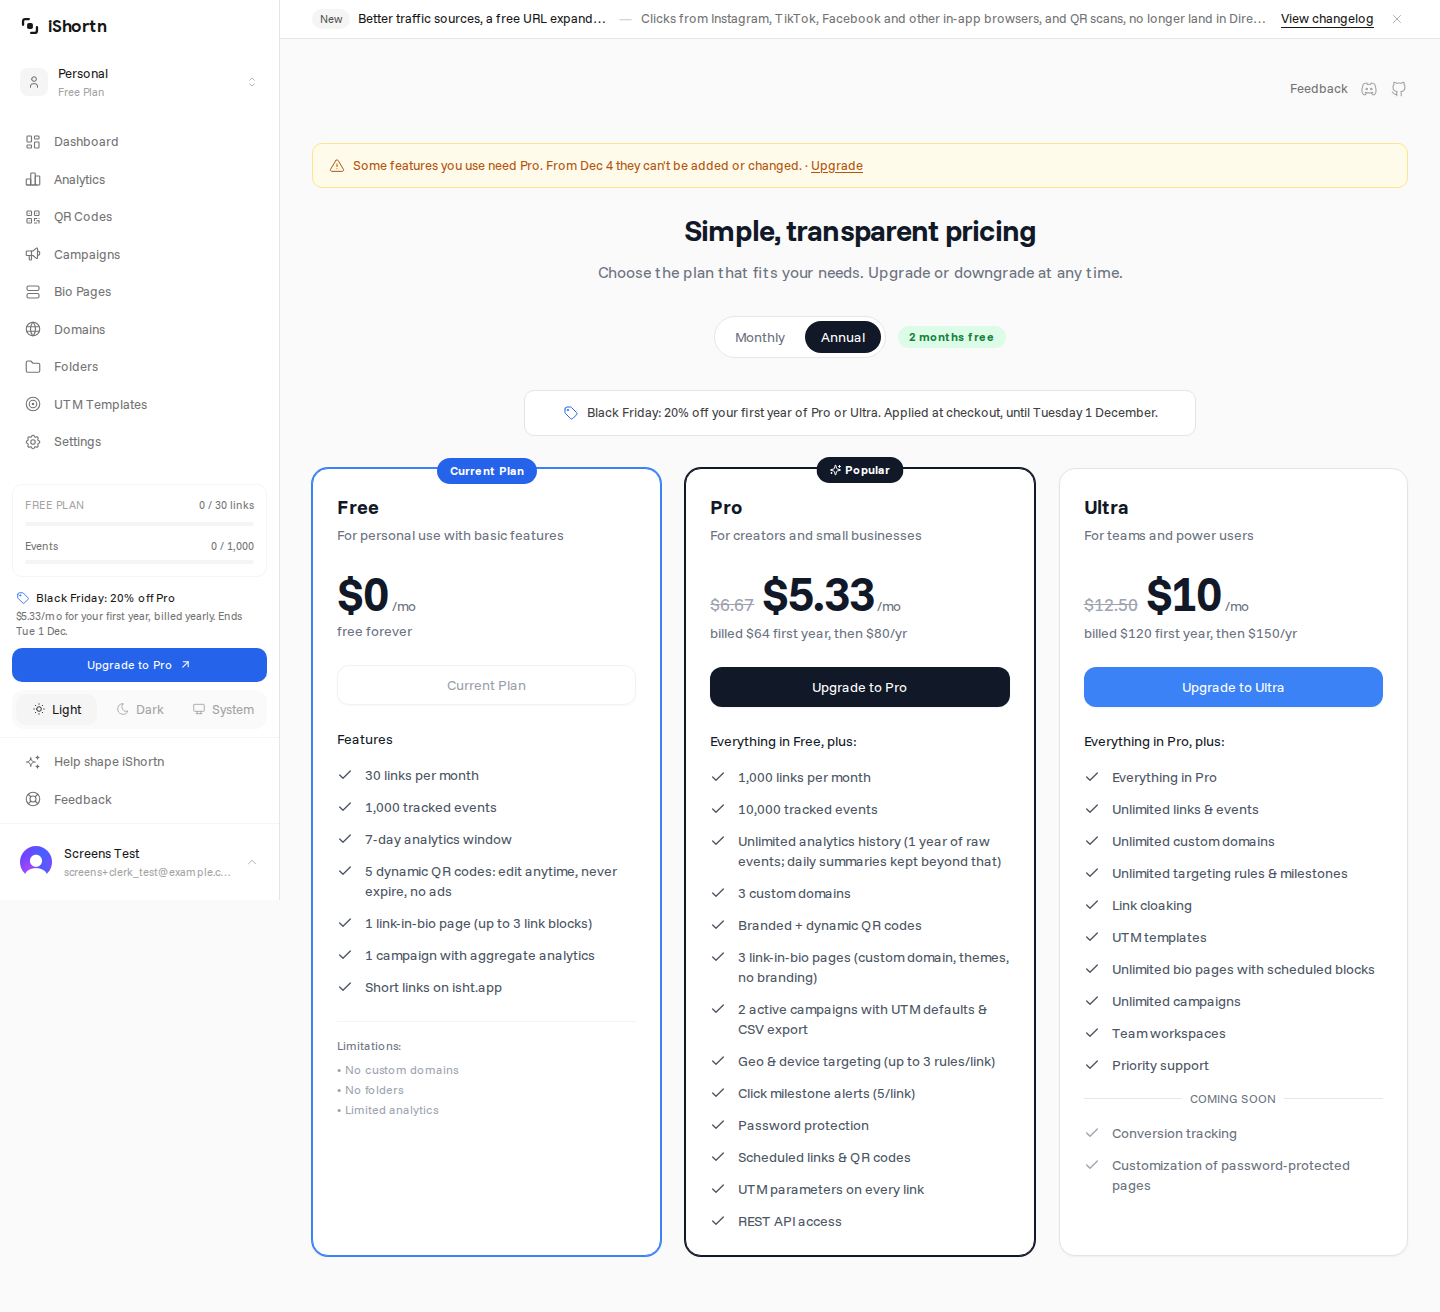 iShortn
Personal
Free Plan
Dashboard
Analytics
QR Codes
Campaigns
Bio Pages
Domains
Folders
UTM Templates
Settings
FREE PLAN 0 / 30 links
Events 0 / 1,000
Black Friday: 20% off Pro
$5.33/mo for your first year, billed yearly. Ends
Tue 1 Dec.
Upgrade to Pro
Light Dark System
Help shape iShortn
Feedback
Screens Test
screens+clerk_test@example.c...
New Better traffic sources, a free URL expand... — Clicks from Instagram, TikTok, Facebook and other in-app browsers, and QR scans, no longer land in Dire... View changelog
Feedback
Some features you use need Pro. From Dec 4 they can't be added or changed. · Upgrade
Simple, transparent pricing
Choose the plan that fits your needs. Upgrade or downgrade at any time.
Monthly Annual 2 months free
Black Friday: 20% off your first year of Pro or Ultra. Applied at checkout, until Tuesday 1 December.
Current Plan
Free
For personal use with basic features
$0 /mo
free forever
Current Plan
Features
30 links per month
1,000 tracked events
7-day analytics window
5 dynamic QR codes: edit anytime, never
expire, no ads
1 link-in-bio page (up to 3 link blocks)
1 campaign with aggregate analytics
Short links on isht.app
Limitations:
• No custom domains
• No folders
• Limited analytics
Popular
Pro
For creators and small businesses
$6.67 $5.33 /mo
billed $64 first year, then $80/yr
Upgrade to Pro
Everything in Free, plus:
1,000 links per month
10,000 tracked events
Unlimited analytics history (1 year of raw
events; daily summaries kept beyond that)
3 custom domains
Branded + dynamic QR codes
3 link-in-bio pages (custom domain, themes,
no branding)
2 active campaigns with UTM defaults &
CSV export
Geo & device targeting (up to 3 rules/link)
Click milestone alerts (5/link)
Password protection
Scheduled links & QR codes
UTM parameters on every link
REST API access
Ultra
For teams and power users
$12.50 $10 /mo
billed $120 first year, then $150/yr
Upgrade to Ultra
Everything in Pro, plus:
Everything in Pro
Unlimited links & events
Unlimited custom domains
Unlimited targeting rules & milestones
Link cloaking
UTM templates
Unlimited bio pages with scheduled blocks
Unlimited campaigns
Team workspaces
Priority support
COMING SOON
Conversion tracking
Customization of password-protected
pages